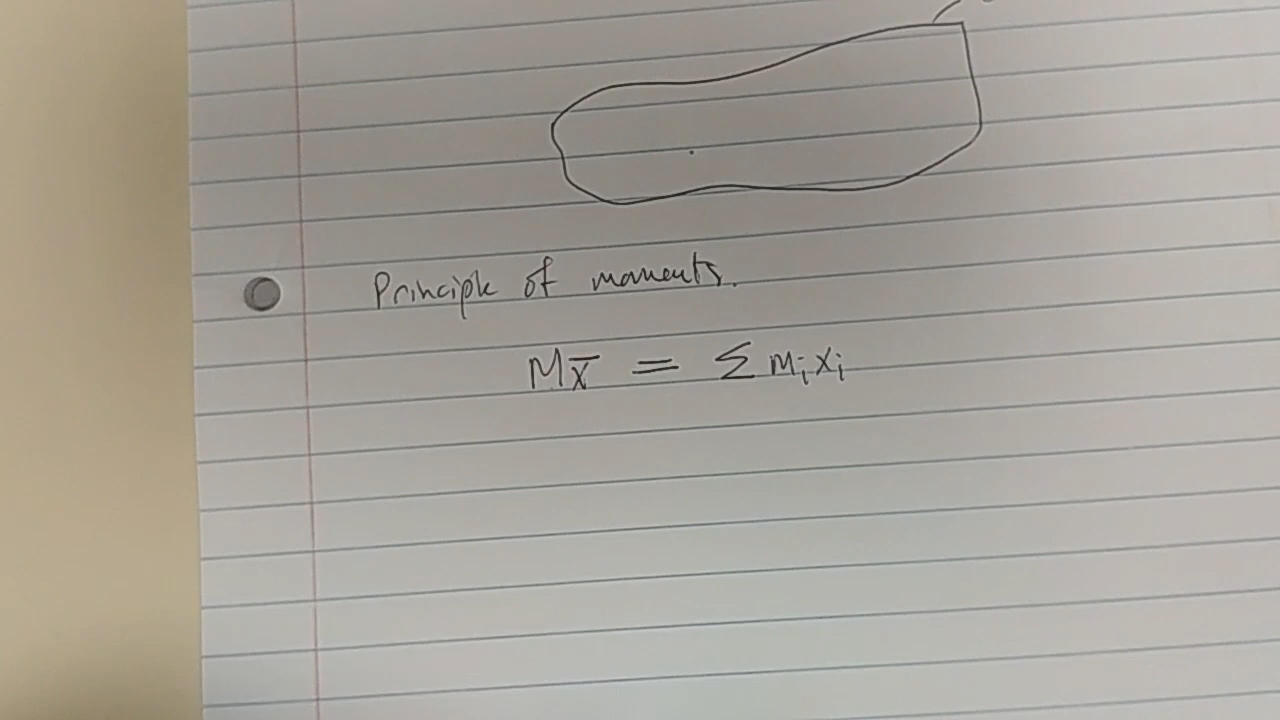 Principle of moments.
Mx̄ = Σ mᵢxᵢ